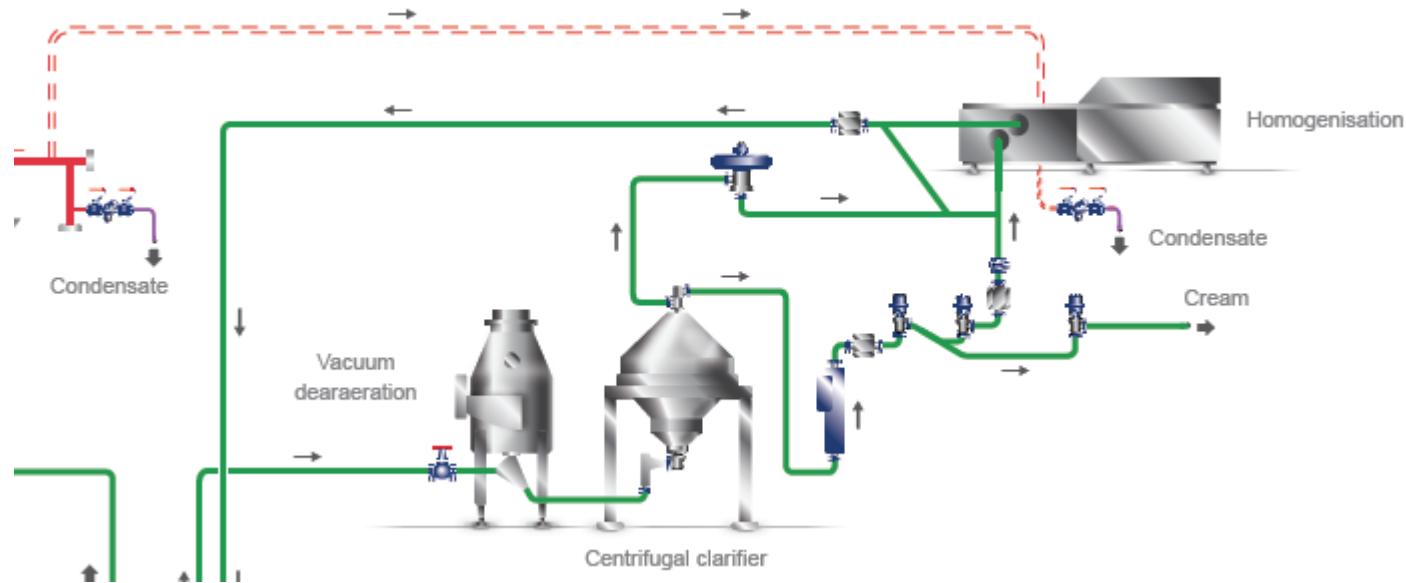 Homogenisation
Condensate
Condensate
Cream
Vacuum
dearaeration
Centrifugal clarifier